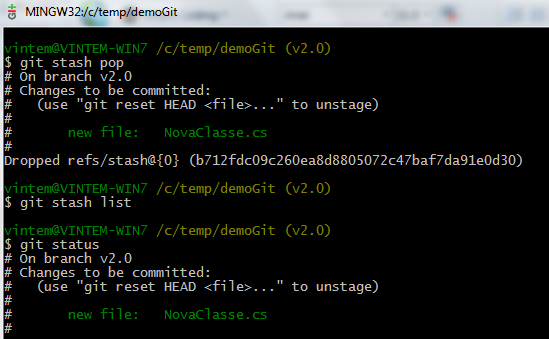 MINGW32:/c/temp/demoGit
vintem@VINTEM-WIN7 /c/temp/demoGit (v2.0)
$ git stash pop
# On branch v2.0
# Changes to be committed:
#   (use "git reset HEAD <file>..." to unstage)
#
#       new file:   NovaClasse.cs
#
Dropped refs/stash@{0} (b712fdc09c260ea8d8805072c47baf7da91e0d30)
vintem@VINTEM-WIN7 /c/temp/demoGit (v2.0)
$ git stash list
vintem@VINTEM-WIN7 /c/temp/demoGit (v2.0)
$ git status
# On branch v2.0
# Changes to be committed:
#   (use "git reset HEAD <file>..." to unstage)
#
#       new file:   NovaClasse.cs
#